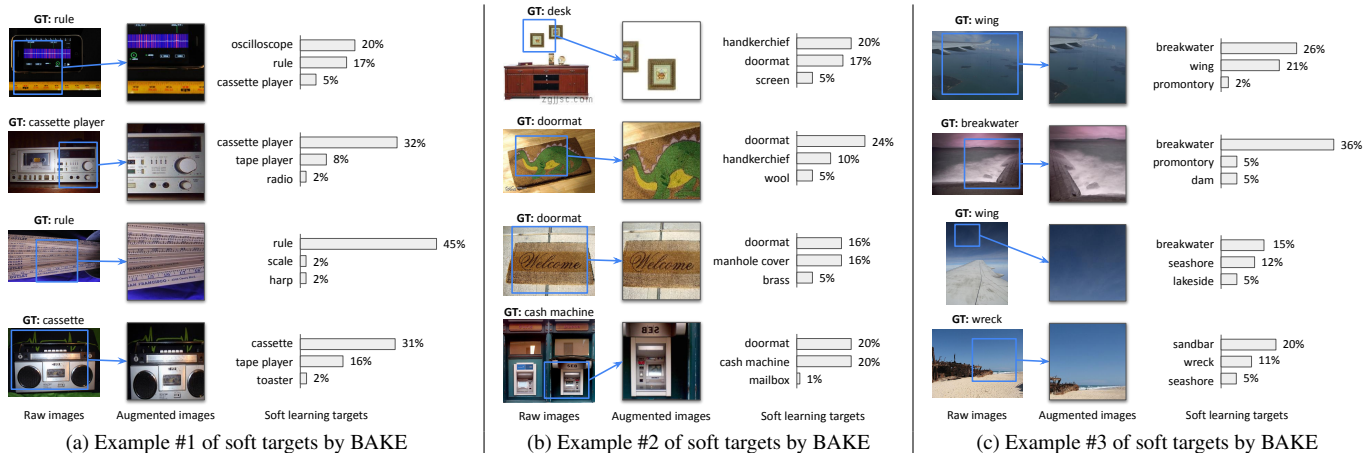 GT: rule
oscilloscope 20%
rule 17%
cassette player 5%
GT: cassette player
cassette player 32%
tape player 8%
radio 2%
GT: rule
rule 45%
scale 2%
harp 2%
GT: cassette
cassette 31%
tape player 16%
toaster 2%
Raw images Augmented images Soft learning targets
(a) Example #1 of soft targets by BAKE
GT: desk
zgjjsc.com
handkerchief 20%
doormat 17%
screen 5%
GT: doormat
doormat 24%
handkerchief 10%
wool 5%
GT: doormat
Welcome
Welcome
doormat 16%
manhole cover 16%
brass 5%
GT: cash machine
SEB
doormat 20%
cash machine 20%
mailbox 1%
Raw images Augmented images Soft learning targets
(b) Example #2 of soft targets by BAKE
GT: wing
breakwater 26%
wing 21%
promontory 2%
GT: breakwater
breakwater 36%
promontory 5%
dam 5%
GT: wing
breakwater 15%
seashore 12%
lakeside 5%
GT: wreck
sandbar 20%
wreck 11%
seashore 5%
Raw images Augmented images Soft learning targets
(c) Example #3 of soft targets by BAKE